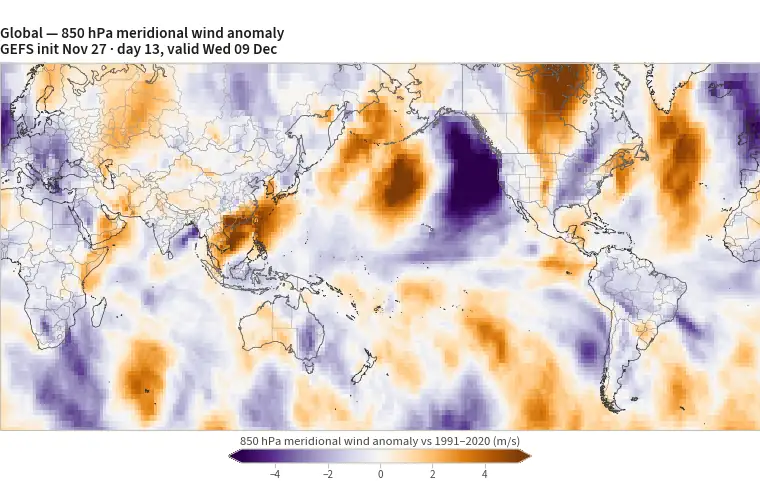 Global — 850 hPa meridional wind anomaly
GEFS init Nov 27 · day 13, valid Wed 09 Dec
850 hPa meridional wind anomaly vs 1991–2020 (m/s)
−4 −2 0 2 4